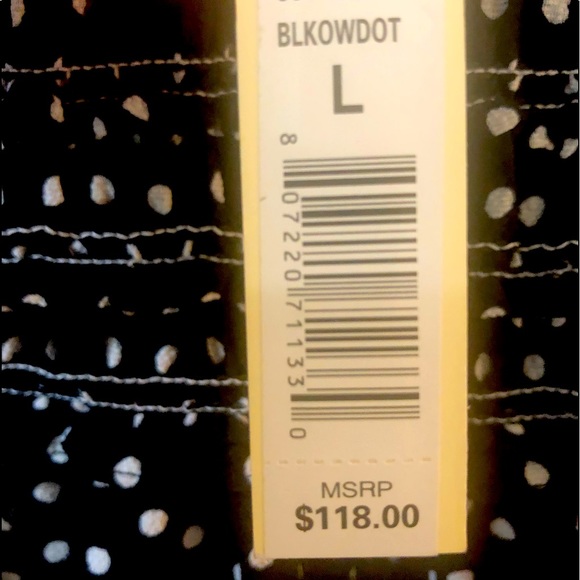 BLKOWDOT
L
8 07220 71133 0
MSRP
$118.00